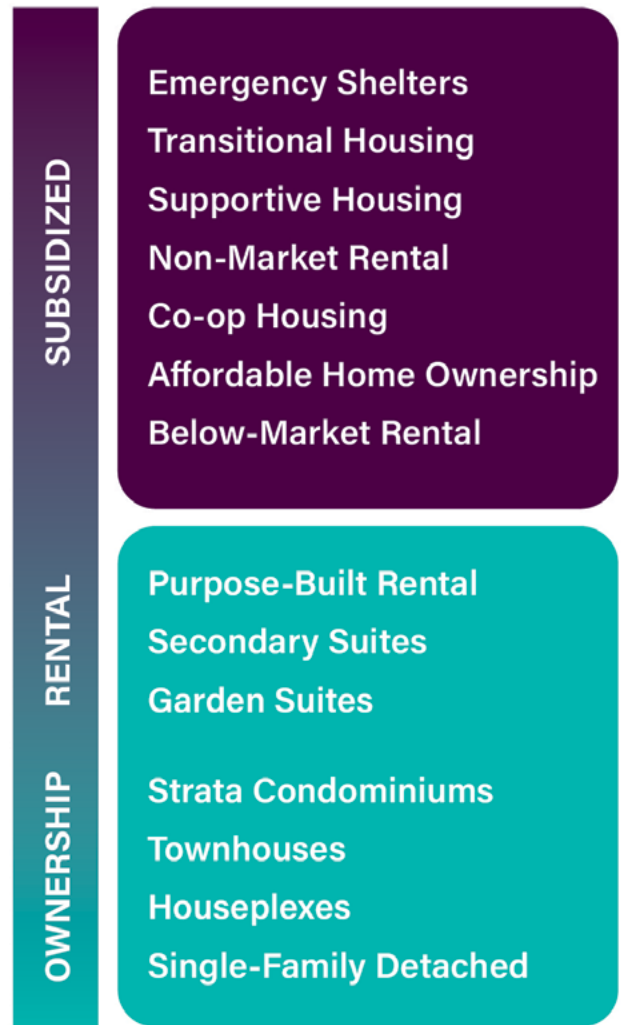 SUBSIDIZED
Emergency Shelters
Transitional Housing
Supportive Housing
Non-Market Rental
Co-op Housing
Affordable Home Ownership
Below-Market Rental
RENTAL
Purpose-Built Rental
Secondary Suites
Garden Suites
OWNERSHIP
Strata Condominiums
Townhouses
Houseplexes
Single-Family Detached